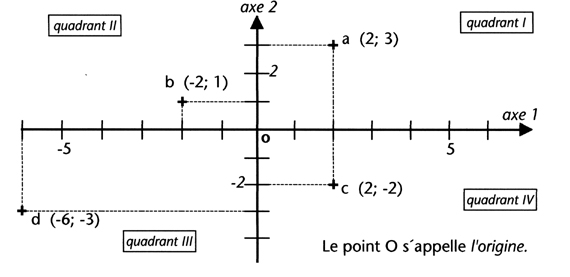 axe 2
quadrant II
quadrant I
a (2; 3)
2
b (-2; 1)
axe 1
o
-5
5
-2
c (2; -2)
quadrant IV
d (-6; -3)
quadrant III
Le point O s´appelle l'origine.